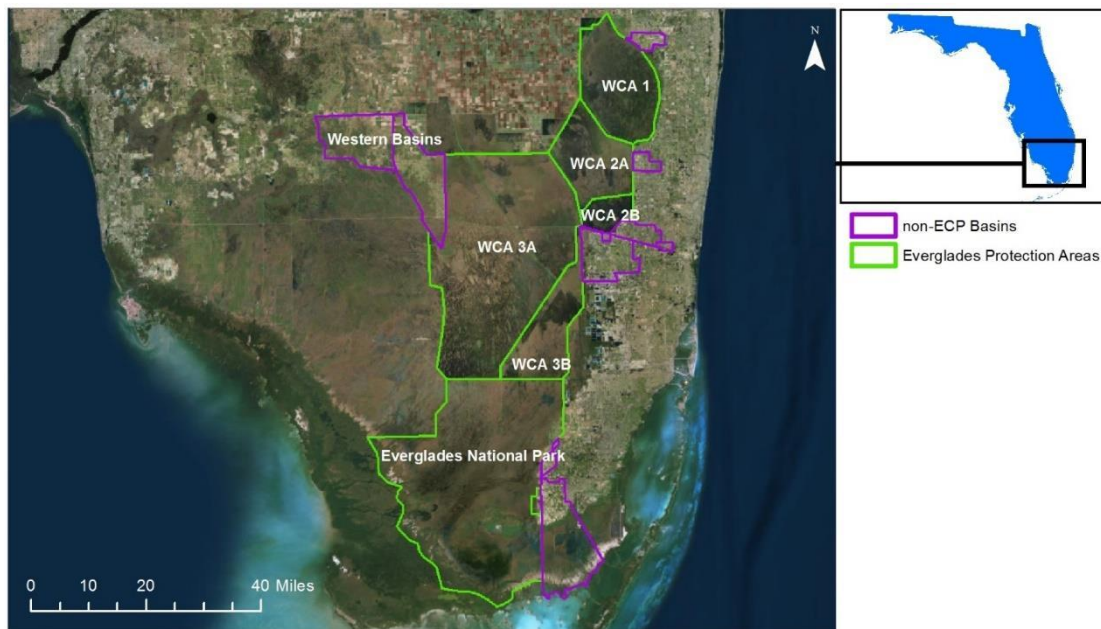 N
WCA 1
Western Basins
WCA 2A
WCA 2B
WCA 3A
WCA 3B
Everglades National Park
0 10 20 40 Miles
non-ECP Basins
Everglades Protection Areas